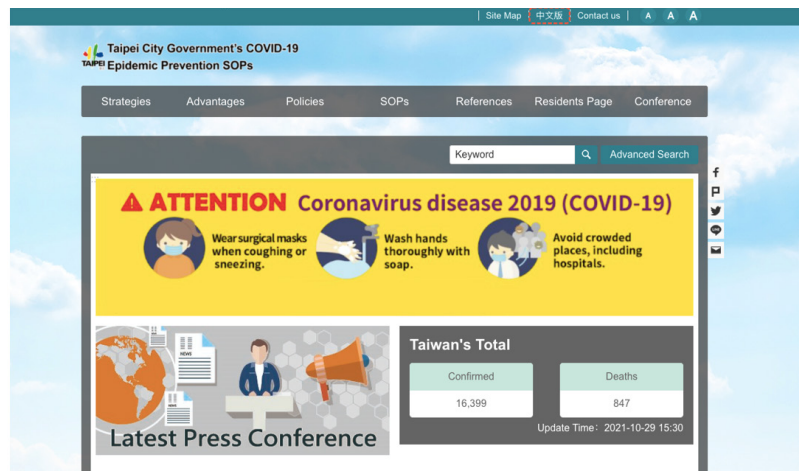 Site Map
中文版
Contact us
A A A
Taipei City Government's COVID-19
TAIPEI Epidemic Prevention SOPs
Strategies Advantages Policies SOPs References Residents Page Conference
Keyword
Advanced Search
ATTENTION Coronavirus disease 2019 (COVID-19)
Wear surgical masks
when coughing or
sneezing.
Wash hands
thoroughly with
soap.
Avoid crowded
places, including
hospitals.
NEWS
Latest Press Conference
Taiwan's Total
Confirmed
16,399
Deaths
847
Update Time： 2021-10-29 15:30